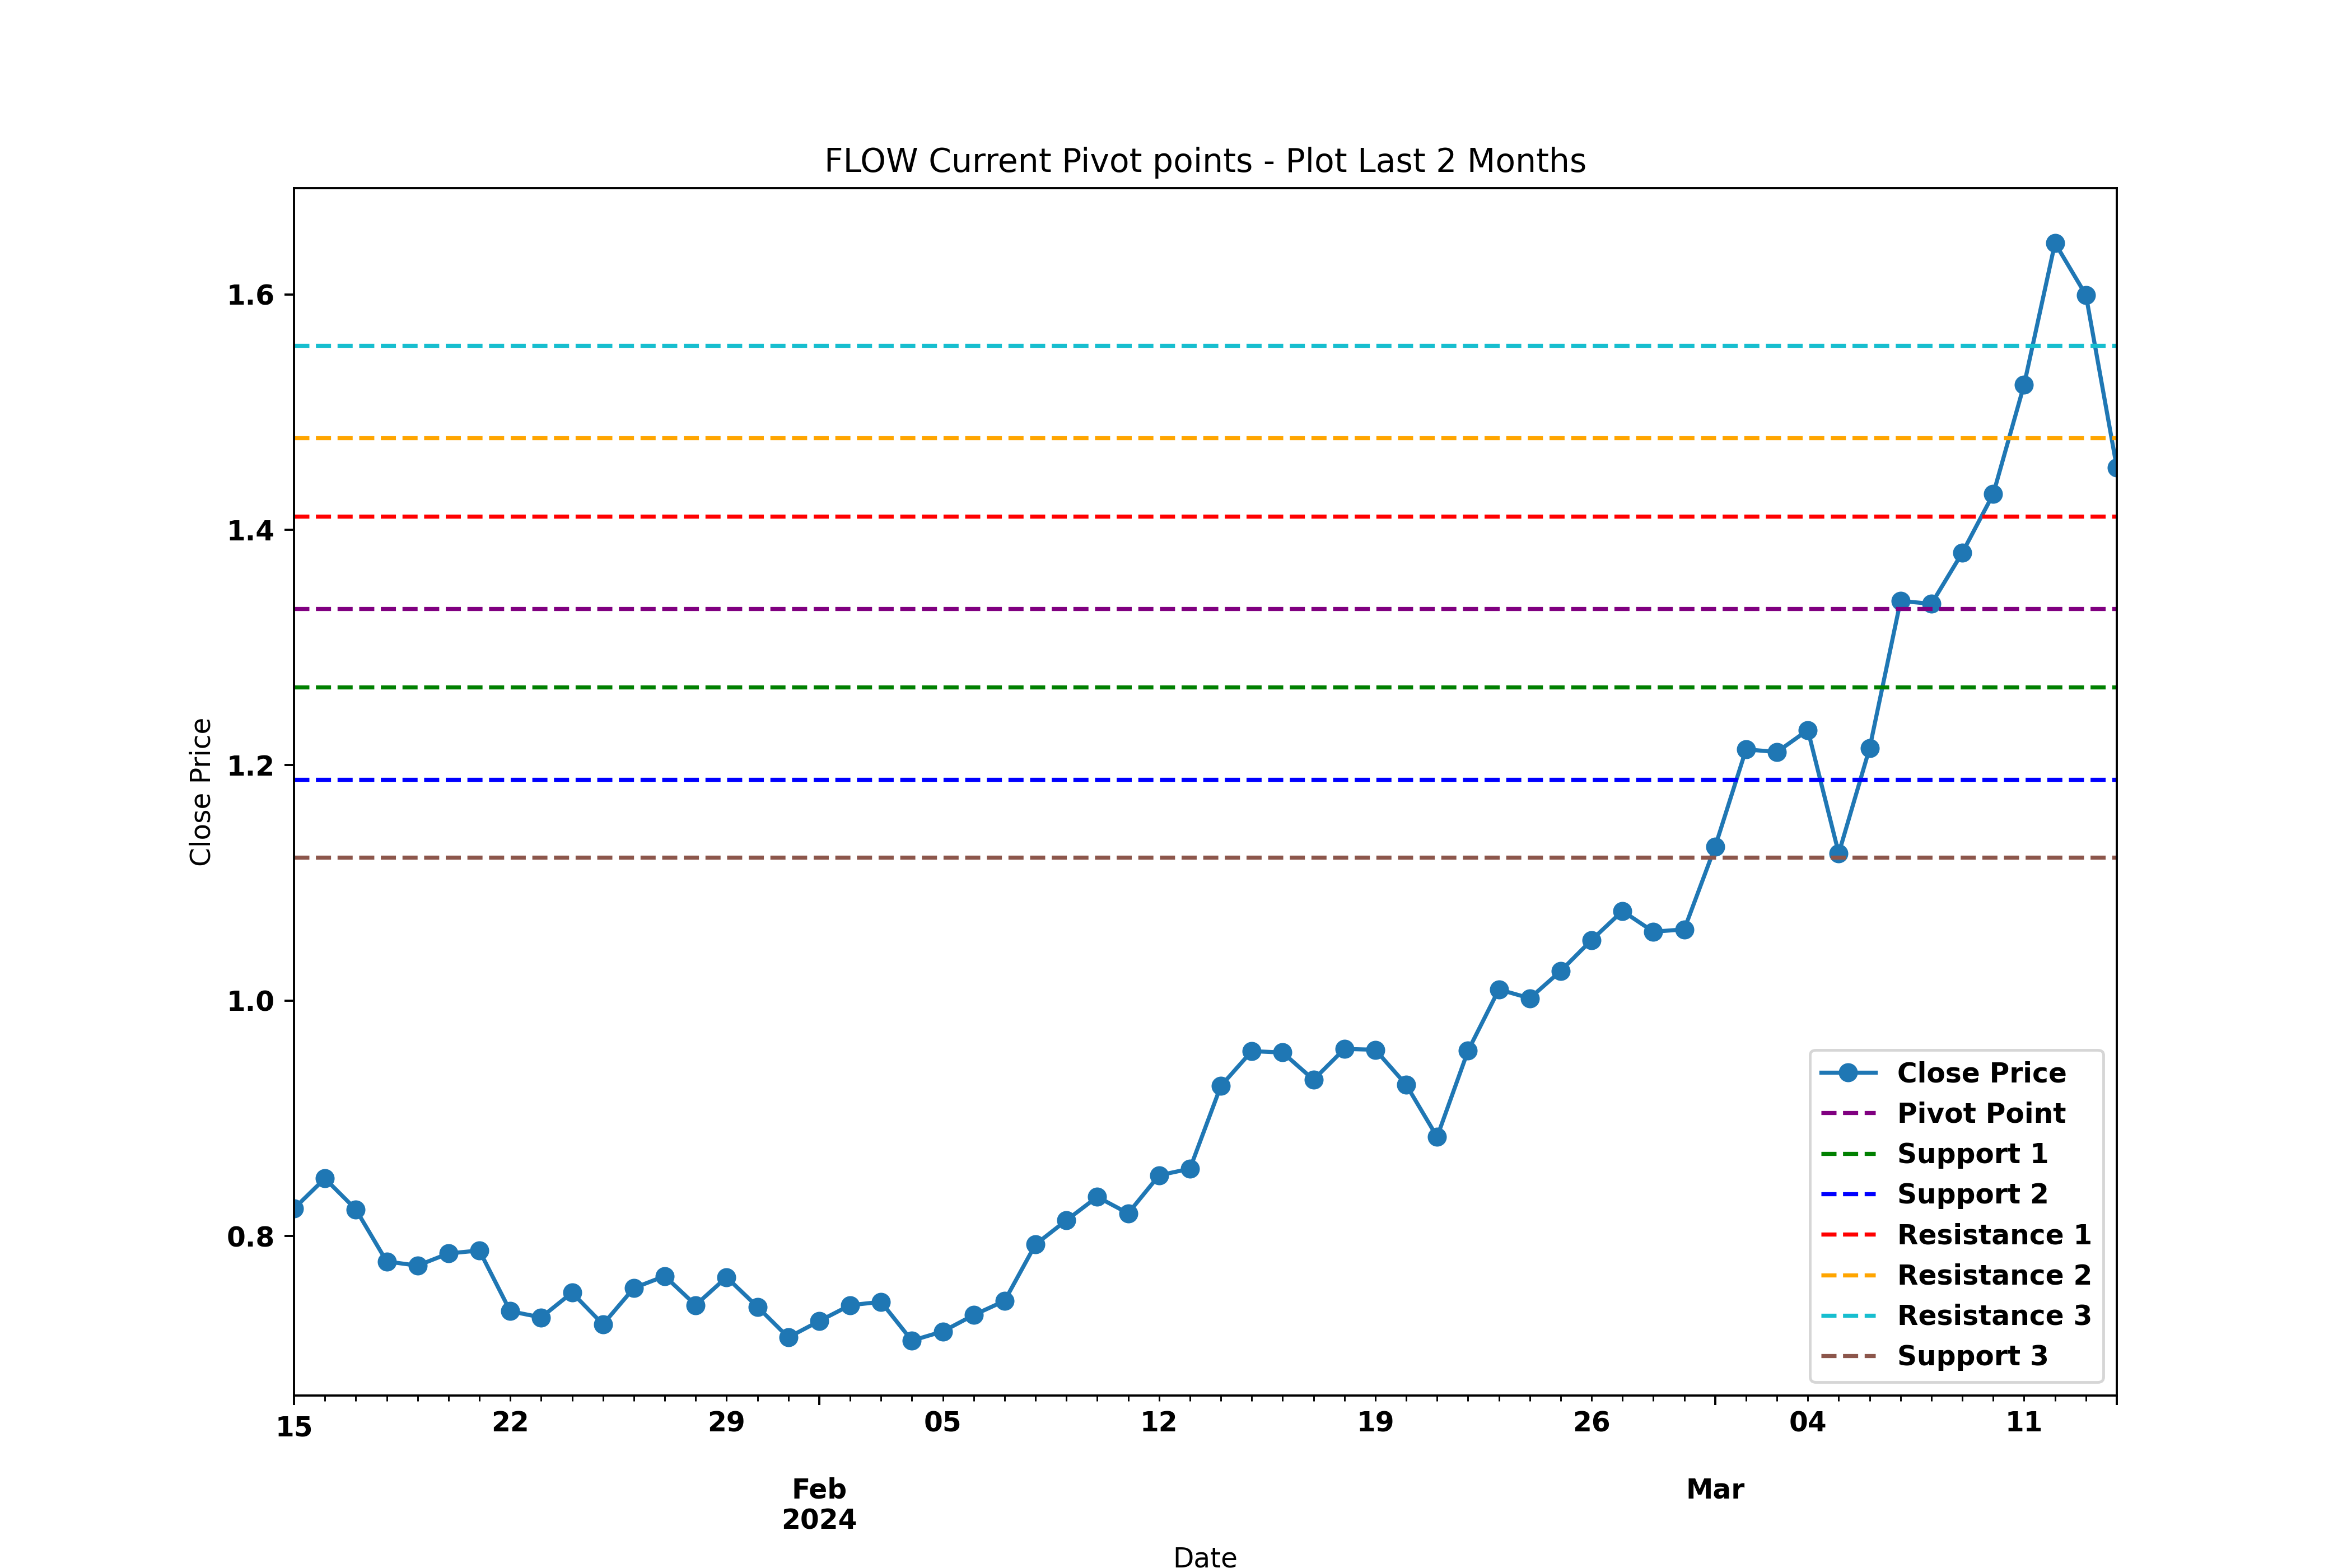 FLOW Current Pivot points - Plot Last 2 Months
Close Price
1.6
1.4
1.2
1.0
0.8
Close Price
Pivot Point
Support 1
Support 2
Resistance 1
Resistance 2
Resistance 3
Support 3
15 22 29 05 12 19 26 04 11
Feb Mar
2024
Date